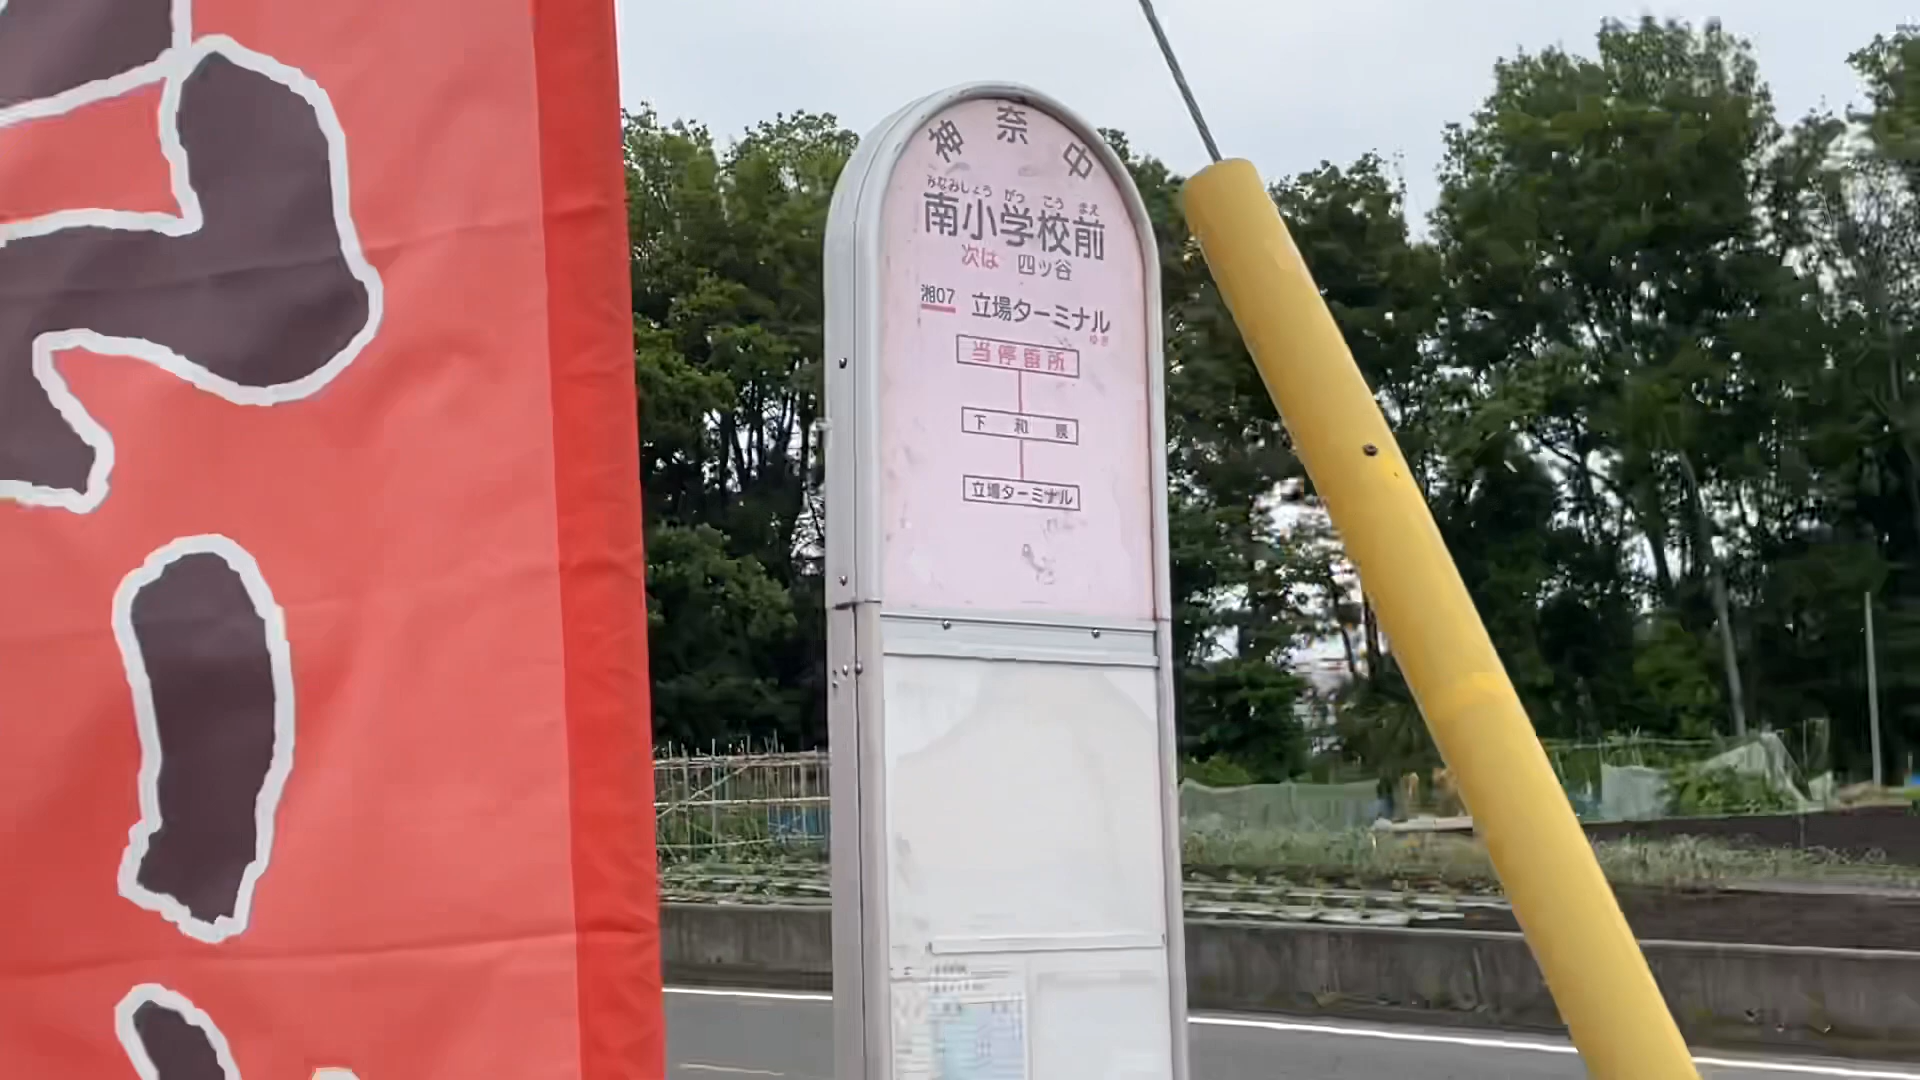 神奈中
みなみしょう がっ こう まえ
南小学校前
次は 四ッ谷
湘07 立場ターミナル
ゆき
当停留所
下和泉
立場ターミナル